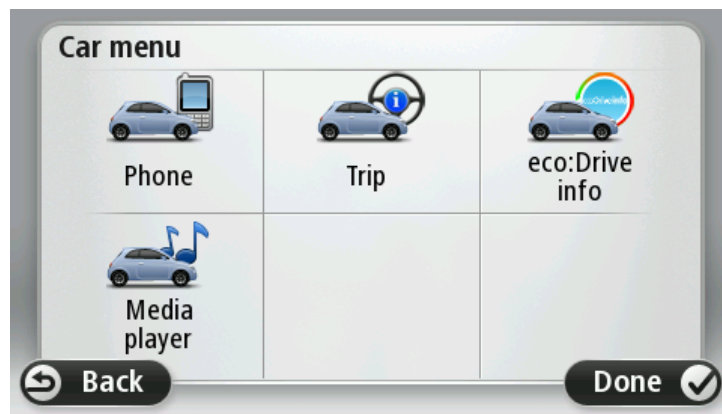 Car menu
Phone
Trip
eco:Drive
info
Media
player
Back
Done